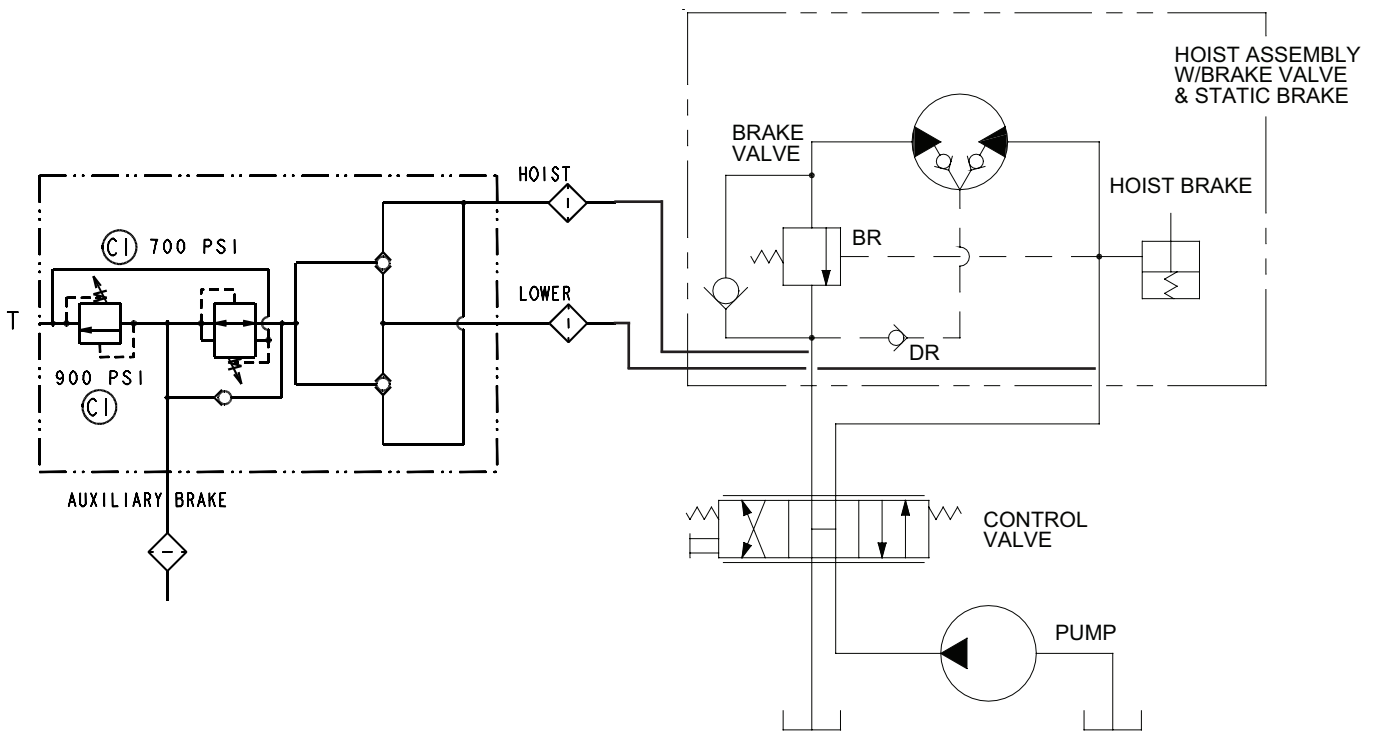 HOIST ASSEMBLY
W/BRAKE VALVE
& STATIC BRAKE
BRAKE
VALVE
HOIST
HOIST BRAKE
C1 700 PSI
BR
LOWER
T
DR
900 PSI
C1
AUXILIARY BRAKE
CONTROL
VALVE
PUMP